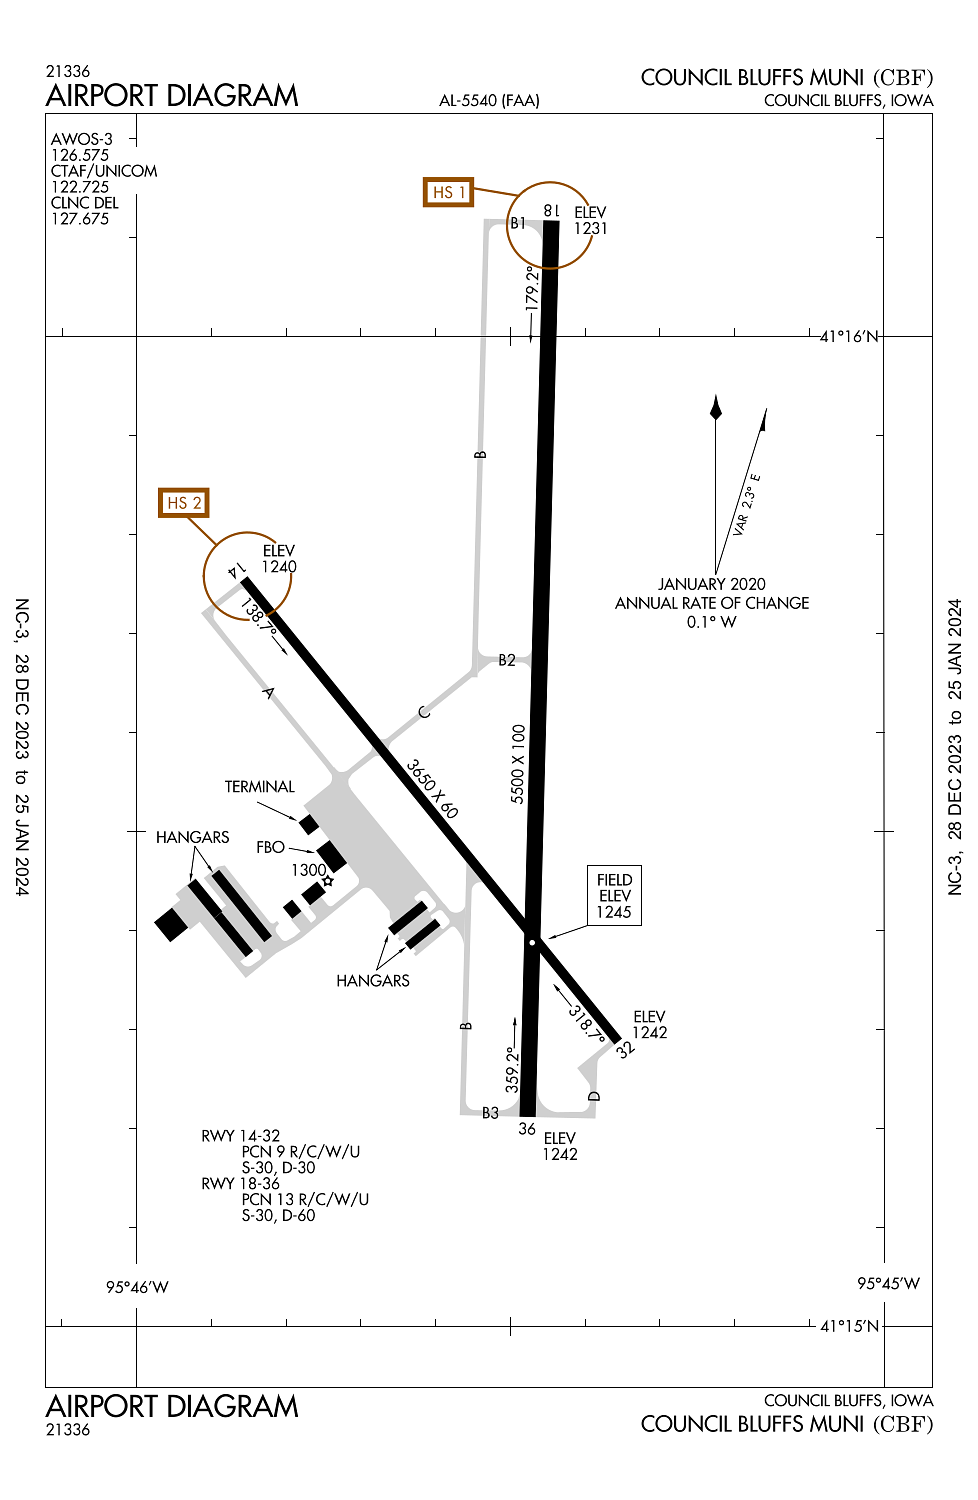 21336
AIRPORT DIAGRAM
AL-5540 (FAA)
COUNCIL BLUFFS MUNI (CBF)
COUNCIL BLUFFS, IOWA
AWOS-3
126.575
CTAF/UNICOM
122.725
CLNC DEL
127.675
HS 1
18
ELEV
1231
B1
179.2°
41°16'N
B
VAR 2.3° E
JANUARY 2020
ANNUAL RATE OF CHANGE
0.1° W
HS 2
ELEV
1240
14
138.7°
A
B2
C
5500 X 100
3650 X 60
TERMINAL
HANGARS
FBO
1300
FIELD
ELEV
1245
HANGARS
B
359.2°
318.7°
ELEV
1242
32
D
B3
36
ELEV
1242
RWY 14-32
PCN 9 R/C/W/U
S-30, D-30
RWY 18-36
PCN 13 R/C/W/U
S-30, D-60
95°46'W
95°45'W
41°15'N
NC-3, 28 DEC 2023 to 25 JAN 2024
NC-3, 28 DEC 2023 to 25 JAN 2024
AIRPORT DIAGRAM
21336
COUNCIL BLUFFS, IOWA
COUNCIL BLUFFS MUNI (CBF)